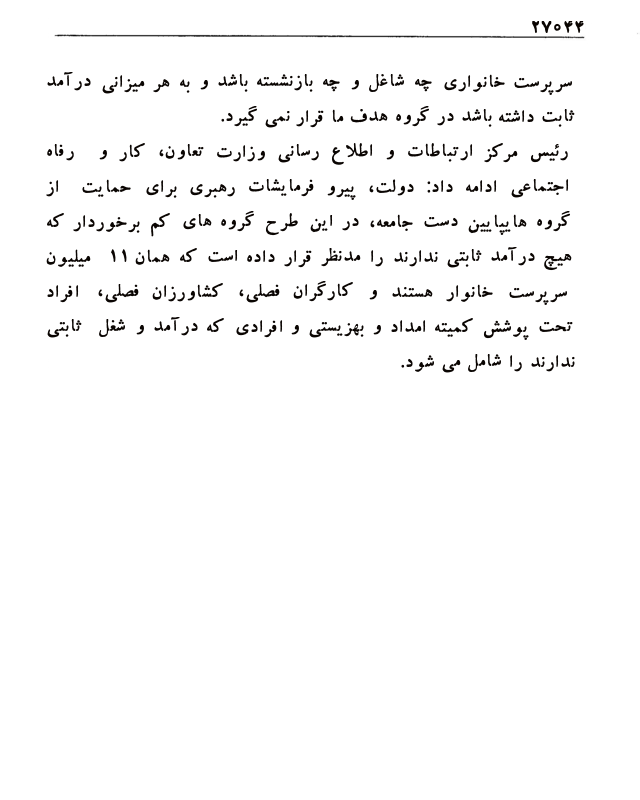 ۲۷۰۴۴
سرپرست خانواری چه شاغل و چه بازنشسته باشد و به هر میزانی درآمد
ثابت داشته باشد در گروه هدف ما قرار نمی گیرد.
رئیس مرکز ارتباطات و اطلاع رسانی وزارت تعاون، کار و رفاه
اجتماعی ادامه داد: دولت، پیرو فرمایشات رهبری برای حمایت از
گروه هایپایین دست جامعه، در این طرح گروه های کم برخوردار که
هیچ درآمد ثابتی ندارند را مدنظر قرار داده است که همان ۱۱ میلیون
سرپرست خانوار هستند و کارگران فصلی، کشاورزان فصلی، افراد
تحت پوشش کمیته امداد و بهزیستی و افرادی که درآمد و شغل ثابتی
ندارند را شامل می شود.